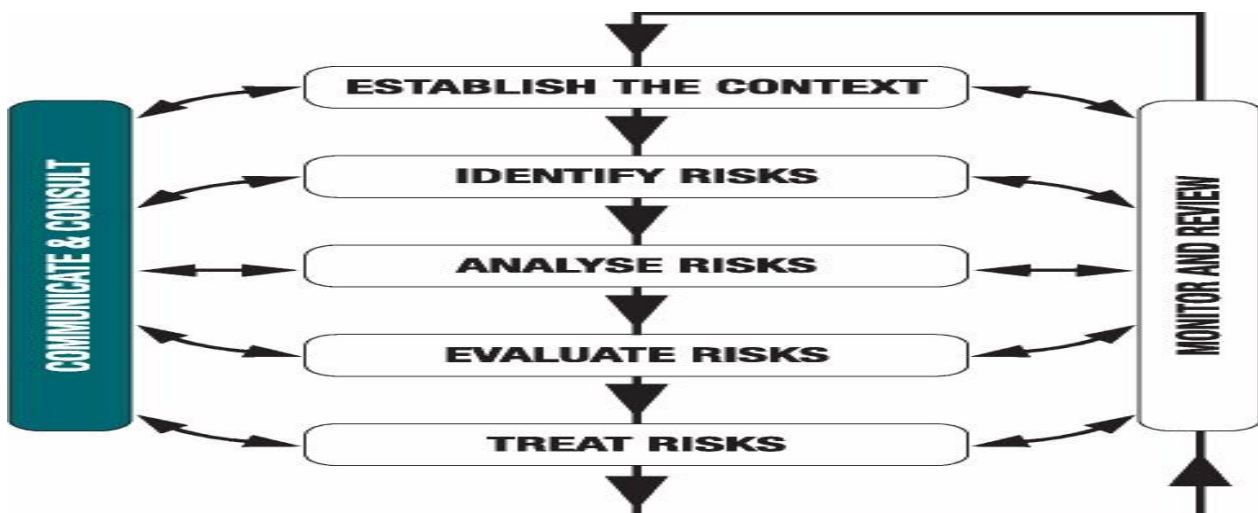 ESTABLISH THE CONTEXT
IDENTIFY RISKS
ANALYSE RISKS
EVALUATE RISKS
TREAT RISKS
COMMUNICATE & CONSULT
MONITOR AND REVIEW